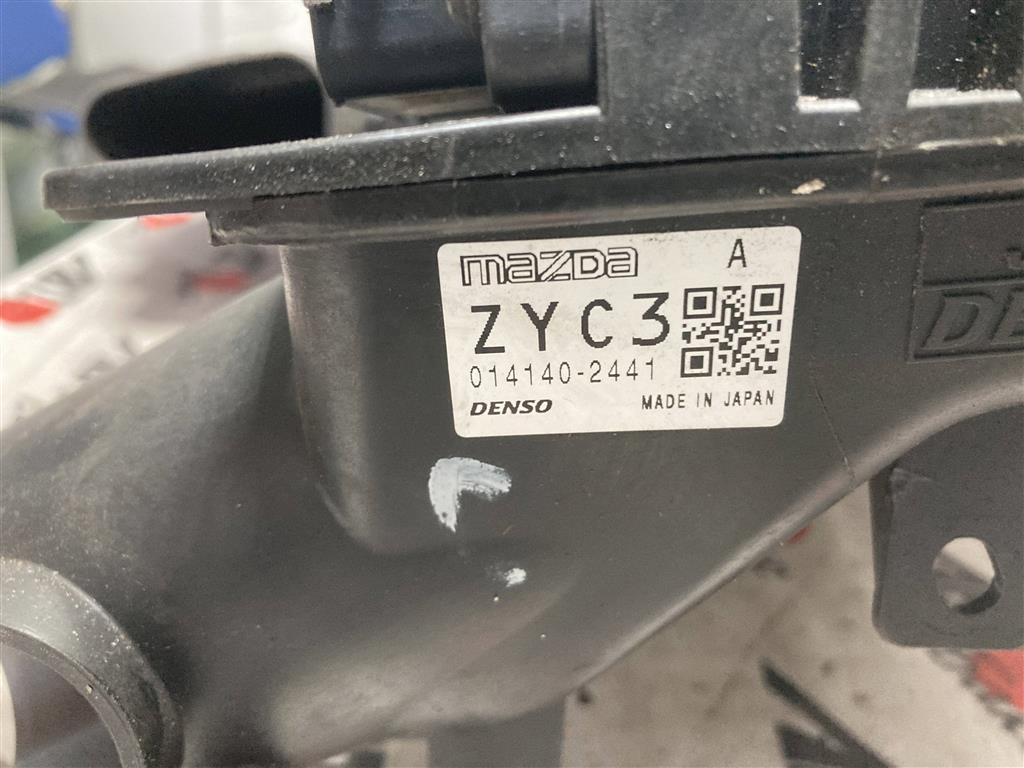 mazda A
ZYC3
014140-2441
DENSO MADE IN JAPAN